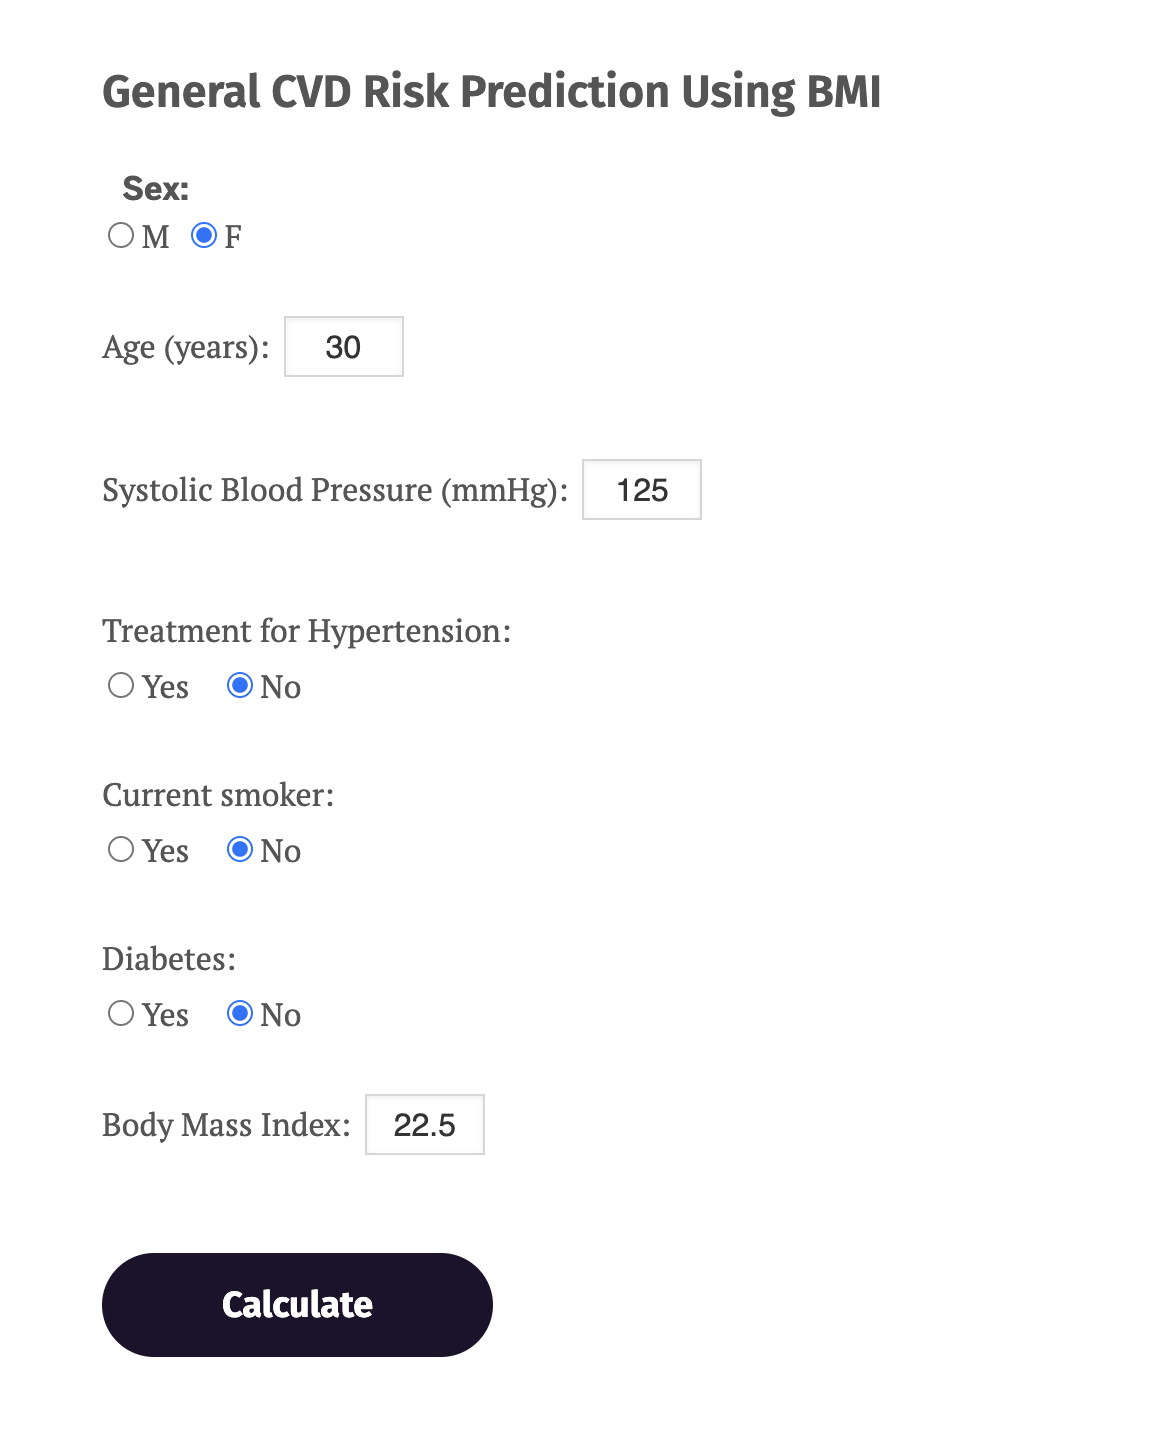 General CVD Risk Prediction Using BMI
Sex:
M F
Age (years): 30
Systolic Blood Pressure (mmHg): 125
Treatment for Hypertension:
Yes No
Current smoker:
Yes No
Diabetes:
Yes No
Body Mass Index: 22.5
Calculate